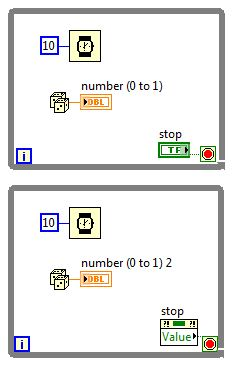 10
number (0 to 1)
DBL
stop
TF
i
10
number (0 to 1) 2
DBL
stop
?! ?!
Value
i